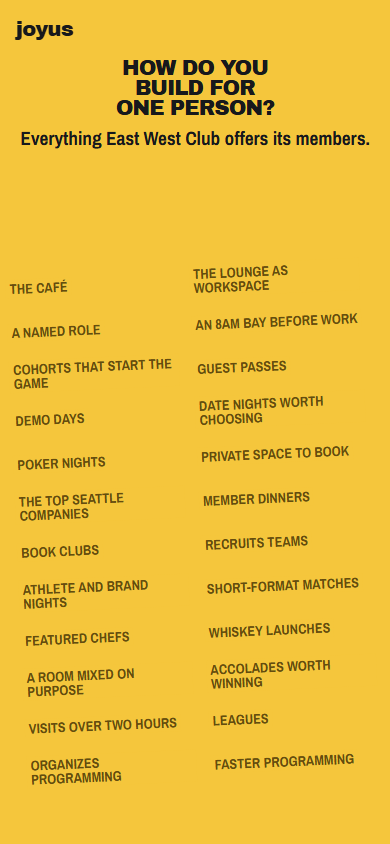 joyus
HOW DO YOU
BUILD FOR
ONE PERSON?
Everything East West Club offers its members.
THE CAFÉ
A NAMED ROLE
COHORTS THAT START THE
GAME
DEMO DAYS
POKER NIGHTS
THE TOP SEATTLE
COMPANIES
BOOK CLUBS
ATHLETE AND BRAND
NIGHTS
FEATURED CHEFS
A ROOM MIXED ON
PURPOSE
VISITS OVER TWO HOURS
ORGANIZES
PROGRAMMING
THE LOUNGE AS
WORKSPACE
AN 8AM BAY BEFORE WORK
GUEST PASSES
DATE NIGHTS WORTH
CHOOSING
PRIVATE SPACE TO BOOK
MEMBER DINNERS
RECRUITS TEAMS
SHORT-FORMAT MATCHES
WHISKEY LAUNCHES
ACCOLADES WORTH
WINNING
LEAGUES
FASTER PROGRAMMING